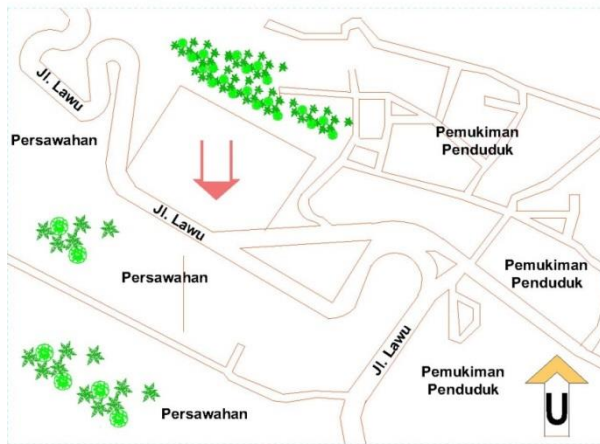 Jl. Lawu
Persawahan
Pemukiman
Penduduk
Jl. Lawu
Persawahan
Pemukiman
Penduduk
Jl. Lawu
Pemukiman
Penduduk
Persawahan
U